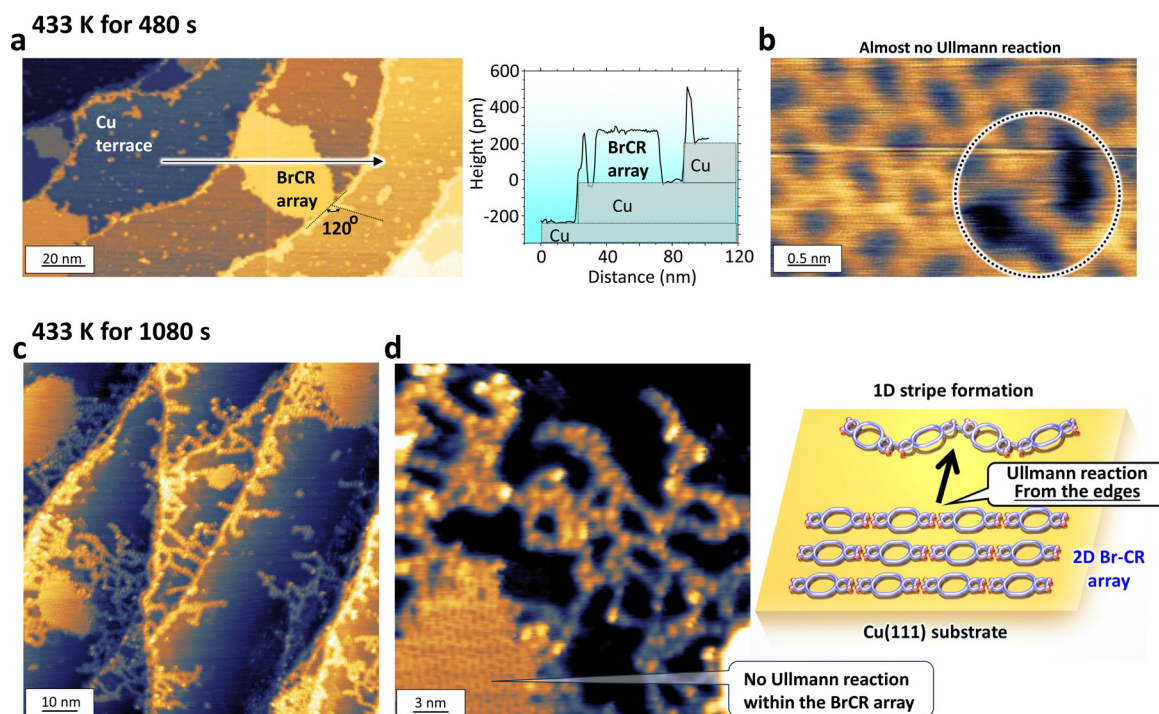 433 K for 480 s
a
Cu
terrace
BrCR
array
120°
20 nm
Height (pm)
600
400
200
0
-200
BrCR
array
Cu
Cu
Cu
0
40
80
120
Distance (nm)
b
Almost no Ullmann reaction
0.5 nm
433 K for 1080 s
c
10 nm
d
3 nm
No Ullmann reaction
within the BrCR array
1D stripe formation
Ullmann reaction
From the edges
2D Br-CR
array
Cu(111) substrate